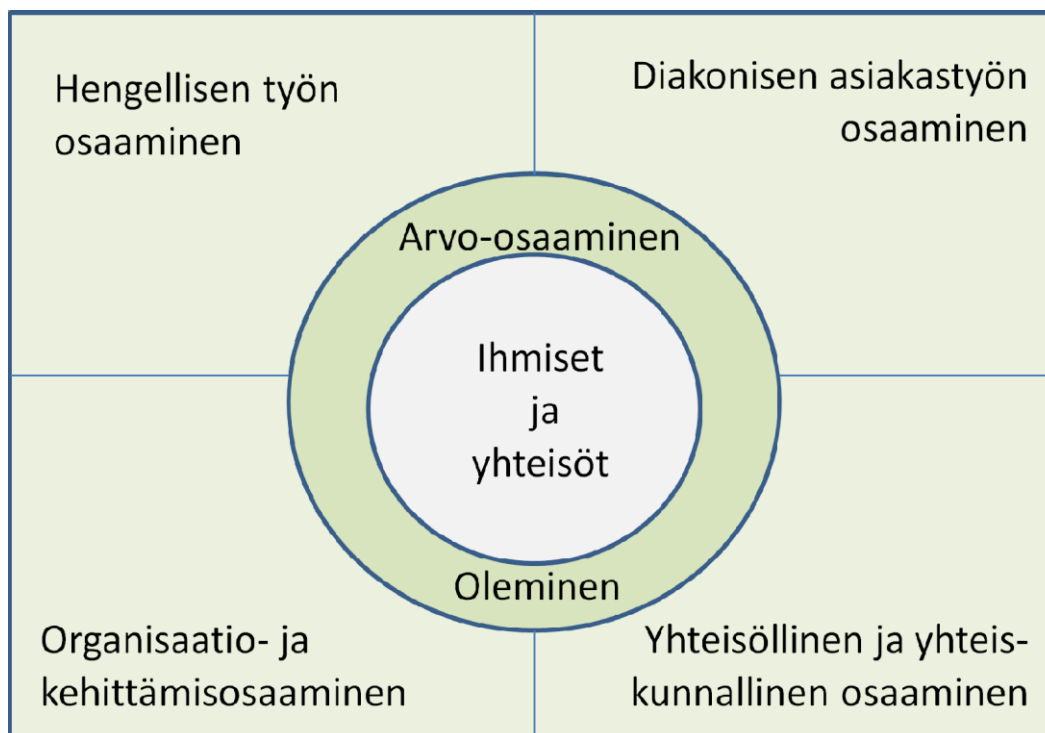 Hengellisen työn
osaaminen
Diakonisen asiakastyön
osaaminen
Arvo-osaaminen
Ihmiset
ja
yhteisöt
Oleminen
Organisaatio- ja
kehittämisosaaminen
Yhteisöllinen ja yhteis-
kunnallinen osaaminen